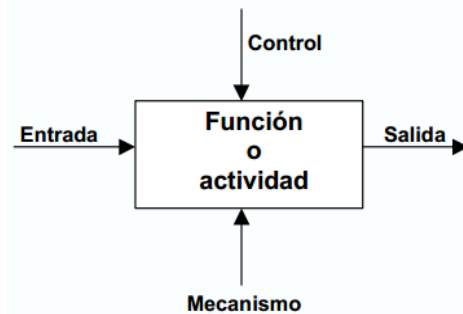 Control
Entrada
Función
o
actividad
Salida
Mecanismo